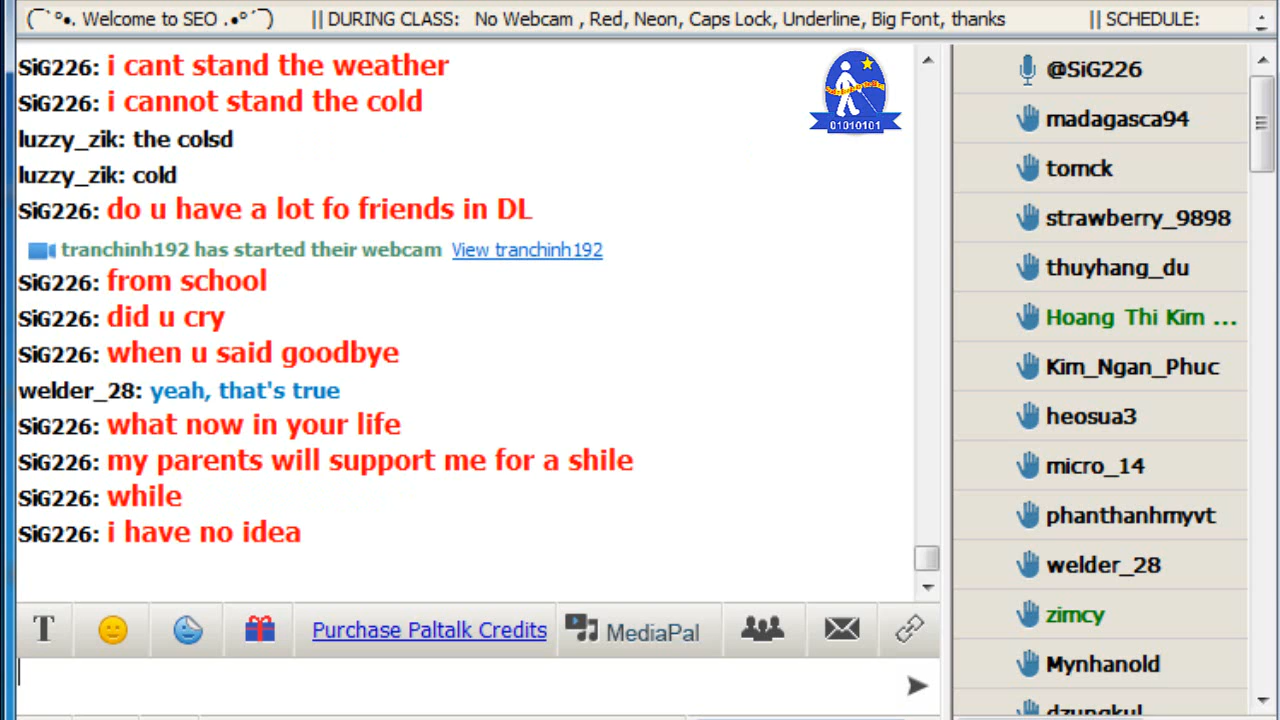 (¯`°•. Welcome to SEO .•°´¯) || DURING CLASS: No Webcam , Red, Neon, Caps Lock, Underline, Big Font, thanks || SCHEDULE:
SiG226: i cant stand the weather
SiG226: i cannot stand the cold
luzzy_zik: the colsd
luzzy_zik: cold
SiG226: do u have a lot fo friends in DL
tranchinh192 has started their webcam View tranchinh192
SiG226: from school
SiG226: did u cry
SiG226: when u said goodbye
welder_28: yeah, that's true
SiG226: what now in your life
SiG226: my parents will support me for a shile
SiG226: while
SiG226: i have no idea
01010101
T
Purchase Paltalk Credits
MediaPal
@SiG226
madagasca94
tomck
strawberry_9898
thuyhang_du
Hoang Thi Kim ...
Kim_Ngan_Phuc
heosua3
micro_14
phanthanhmyvt
welder_28
zimcy
Mynhanold
dzungkul